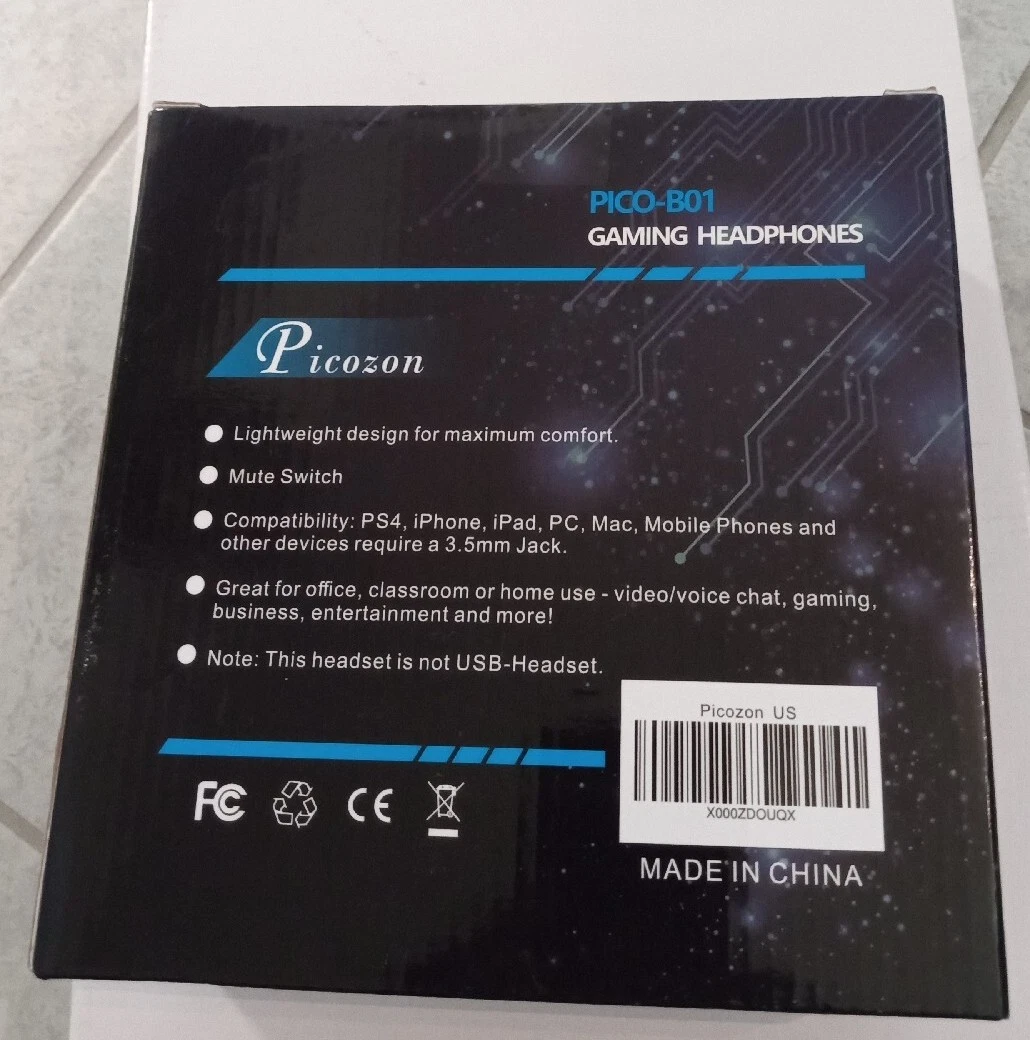 PICO-B01
GAMING HEADPHONES
Picozon
Lightweight design for maximum comfort.
Mute Switch
Compatibility: PS4, iPhone, iPad, PC, Mac, Mobile Phones and
other devices require a 3.5mm Jack.
Great for office, classroom or home use - video/voice chat, gaming,
business, entertainment and more!
Note: This headset is not USB-Headset.
Picozon US
X000ZDOUQX
FC CE
MADE IN CHINA